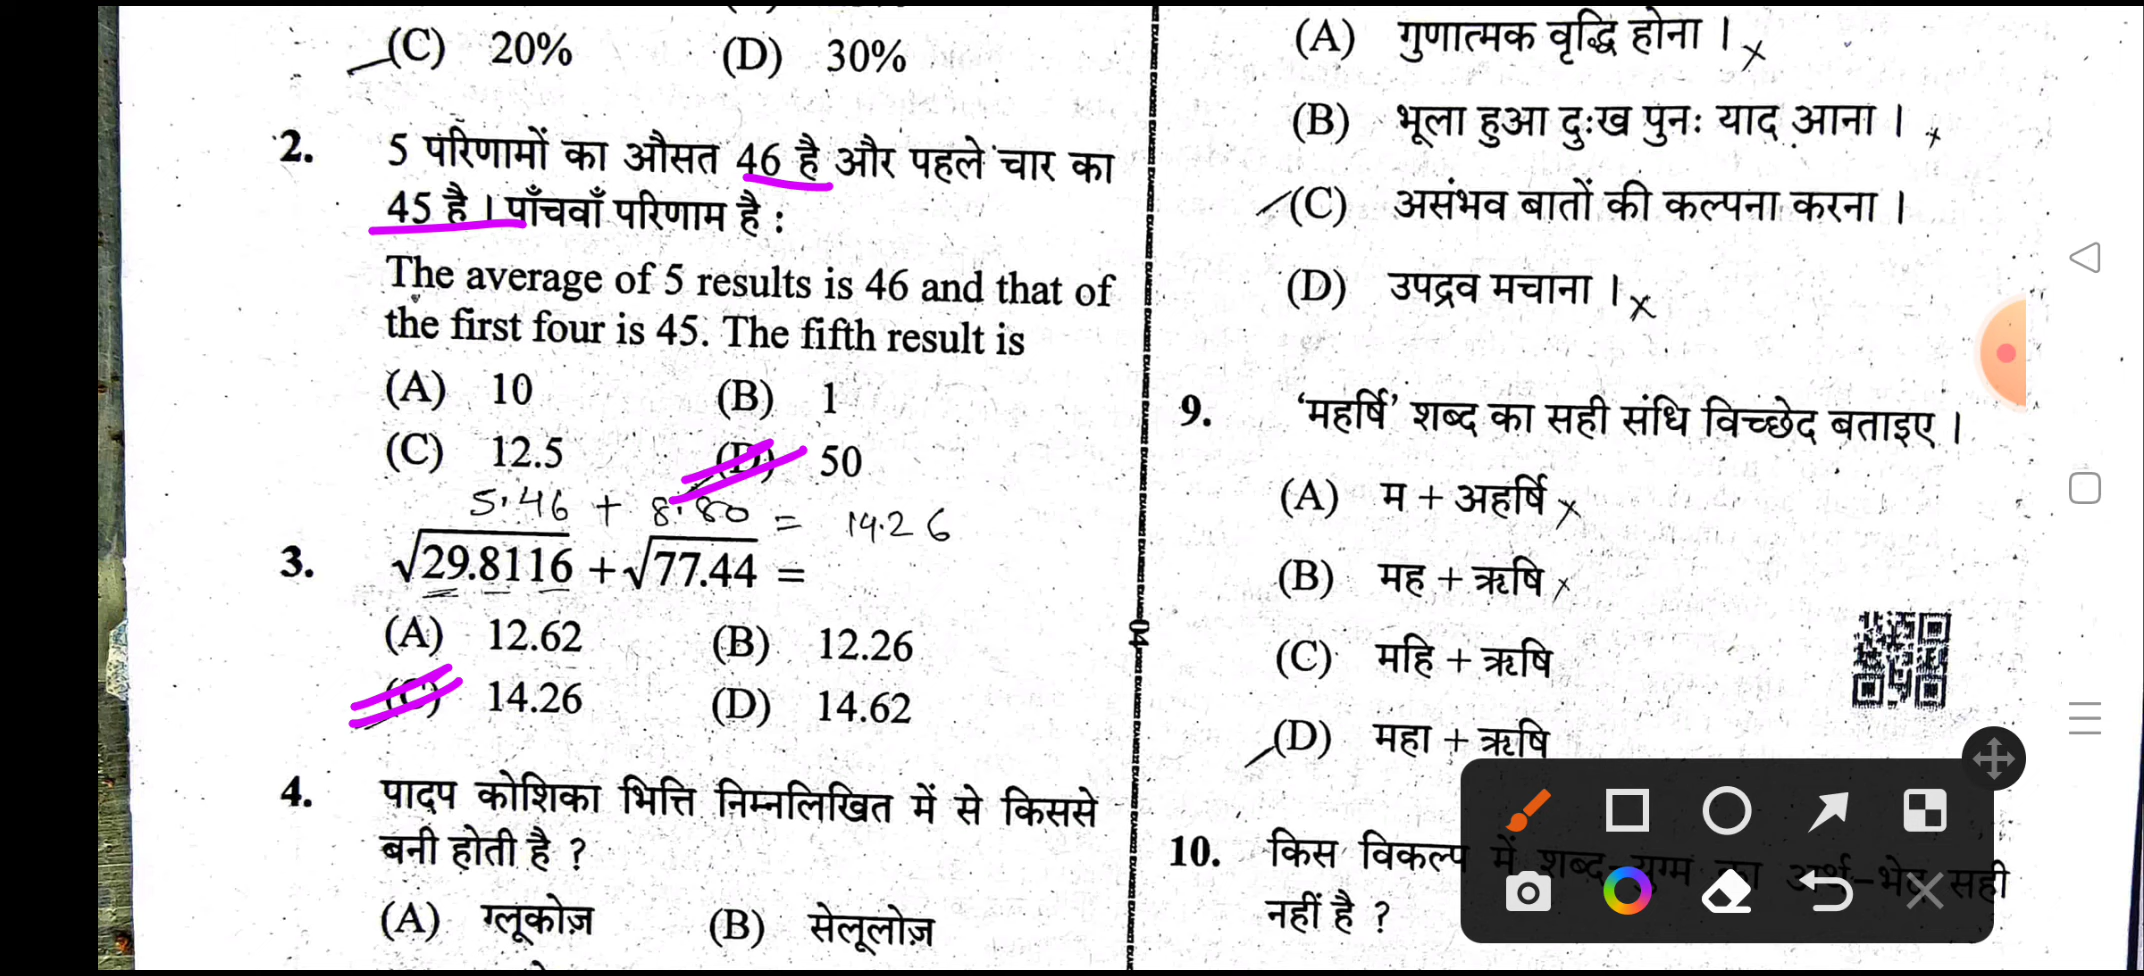 (C) 20% (D) 30%
2. 5 परिणामों का औसत 46 है और पहले चार का
45 है । पाँचवाँ परिणाम है :
The average of 5 results is 46 and that of
the first four is 45. The fifth result is
(A) 10 (B) 1
(C) 12.5 (D) 50
5.46 + 8.80 = 14.26
3. √29.8116 + √77.44 =
(A) 12.62 (B) 12.26
(C) 14.26 (D) 14.62
4. पादप कोशिका भित्ति निम्नलिखित में से किससे
बनी होती है ?
(A) ग्लूकोज़ (B) सेलूलोज़
04
(A) गुणात्मक वृद्धि होना ।
(B) भूला हुआ दुःख पुनः याद आना ।
(C) असंभव बातों की कल्पना करना ।
(D) उपद्रव मचाना ।
9. ‘महर्षि’ शब्द का सही संधि विच्छेद बताइए ।
(A) म + अहर्षि
(B) मह + ऋषि
(C) महि + ऋषि
(D) महा + ऋषि
10. किस विकल्प में शब्द-युग्म का अर्थ-भेद सही
नहीं है ?